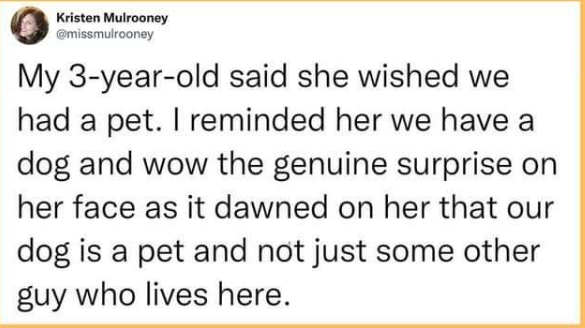 Kristen Mulrooney
@missmulrooney
My 3-year-old said she wished we
had a pet. I reminded her we have a
dog and wow the genuine surprise on
her face as it dawned on her that our
dog is a pet and not just some other
guy who lives here.